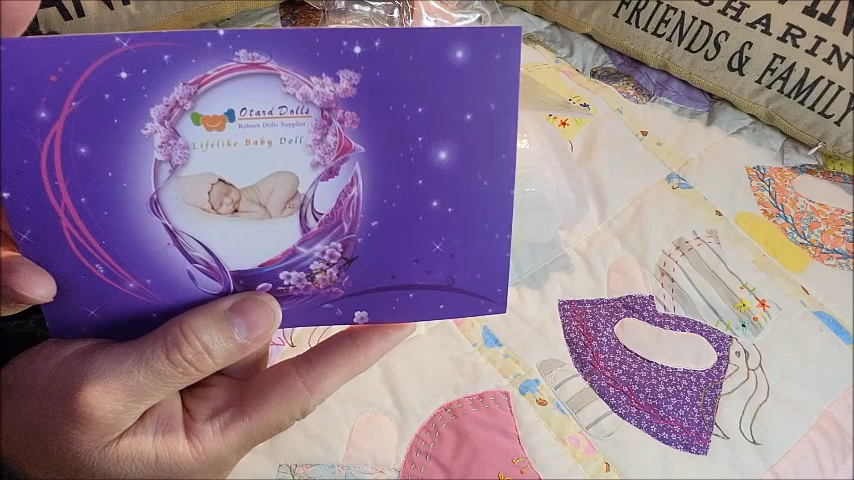 Otard Dolls
Reborn Dolls Supplier
Lifelike Baby Doll
SHARIN
FRIENDS & FAMILY